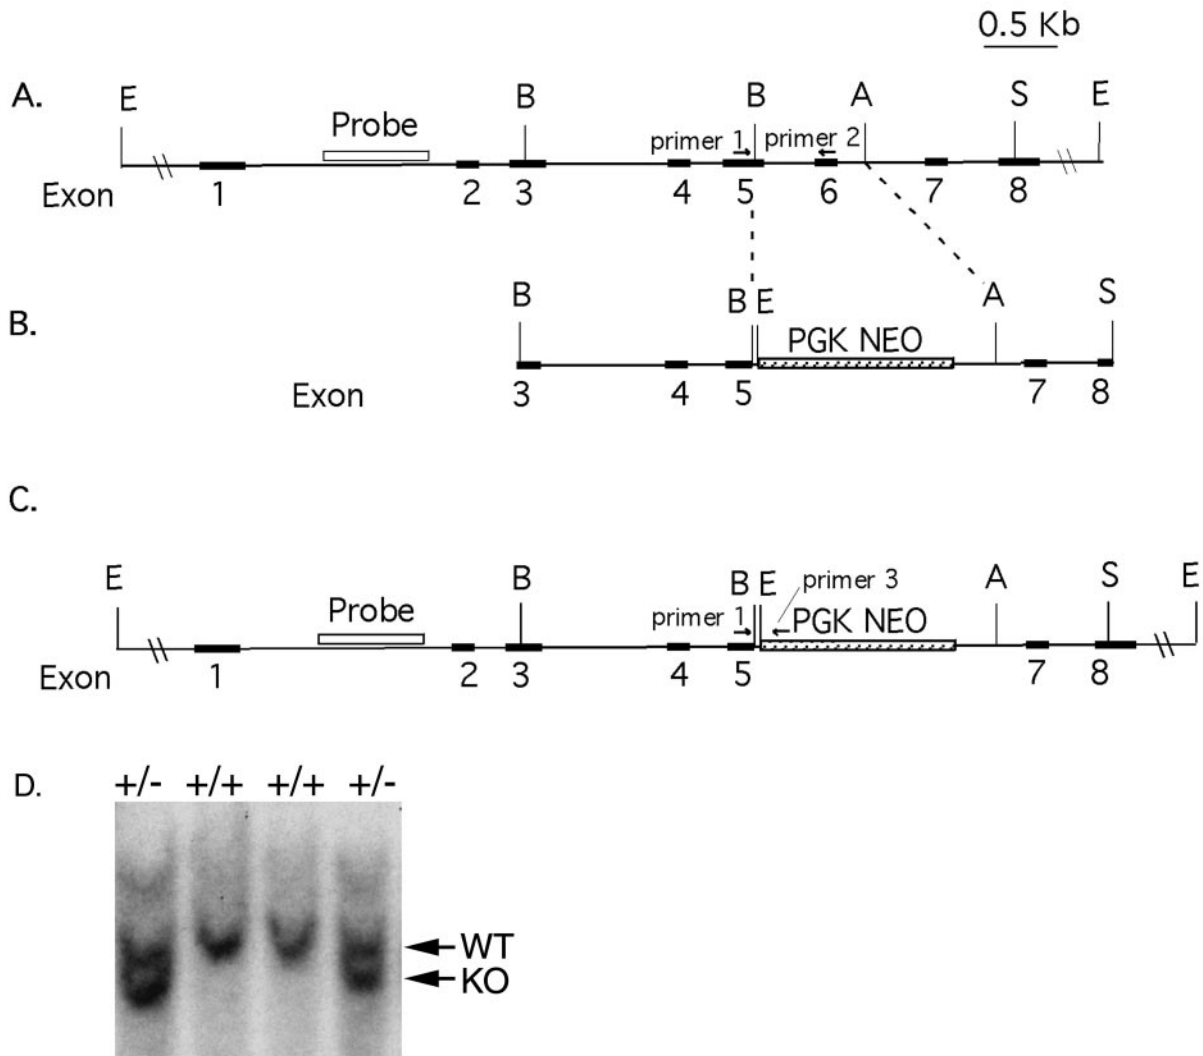 0.5 Kb
A. E B B A S E
Probe primer 1 primer 2
Exon 1 2 3 4 5 6 7 8
B. B B E A S
PGK NEO
Exon 3 4 5 7 8
C.
E B B E A S E
Probe primer 1 primer 3 PGK NEO
Exon 1 2 3 4 5 7 8
D. +/- +/+ +/+ +/-
WT
KO